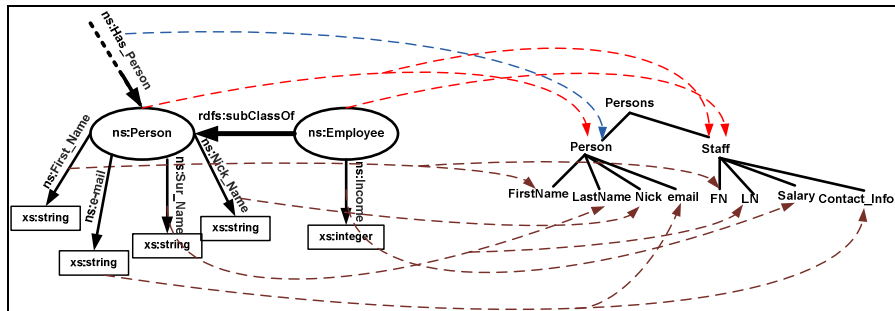 ns:Has_Person
rdfs:subClassOf
Persons
ns:Person
ns:Employee
Person
Staff
ns:First_Name
ns:e-mail
ns:Sur_Name
ns:Nick_Name
ns:Income
FirstName
LastName
Nick
email
FN
LN
Salary
Contact_Info
xs:string
xs:string
xs:string
xs:string
xs:integer